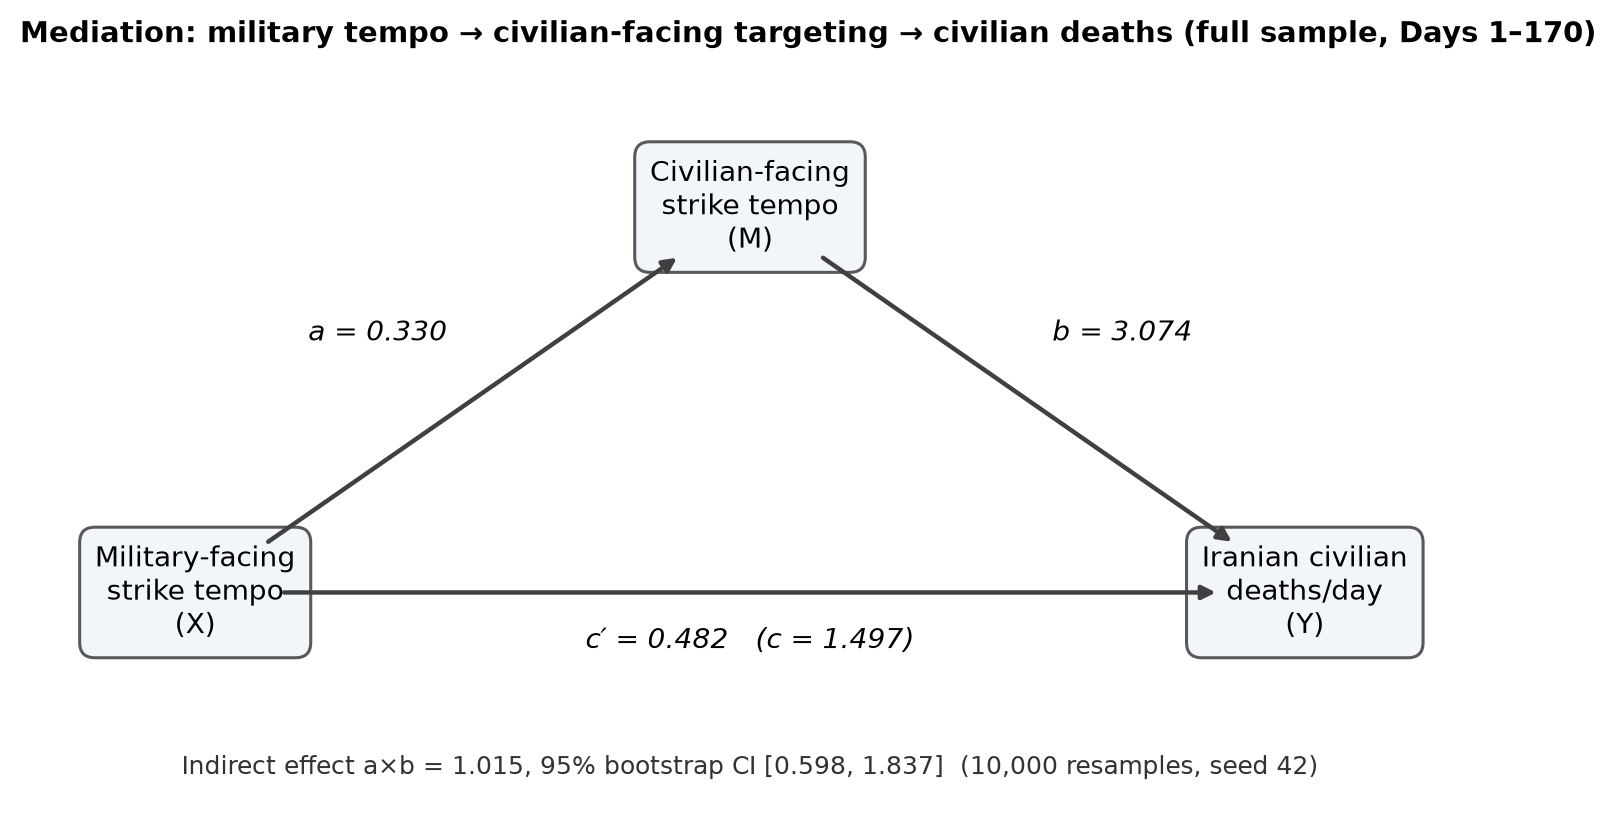 Mediation: military tempo → civilian-facing targeting → civilian deaths (full sample, Days 1–170)
Civilian-facing
strike tempo
(M)
a = 0.330
b = 3.074
Military-facing
strike tempo
(X)
Iranian civilian
deaths/day
(Y)
c′ = 0.482 (c = 1.497)
Indirect effect a×b = 1.015, 95% bootstrap CI [0.598, 1.837] (10,000 resamples, seed 42)